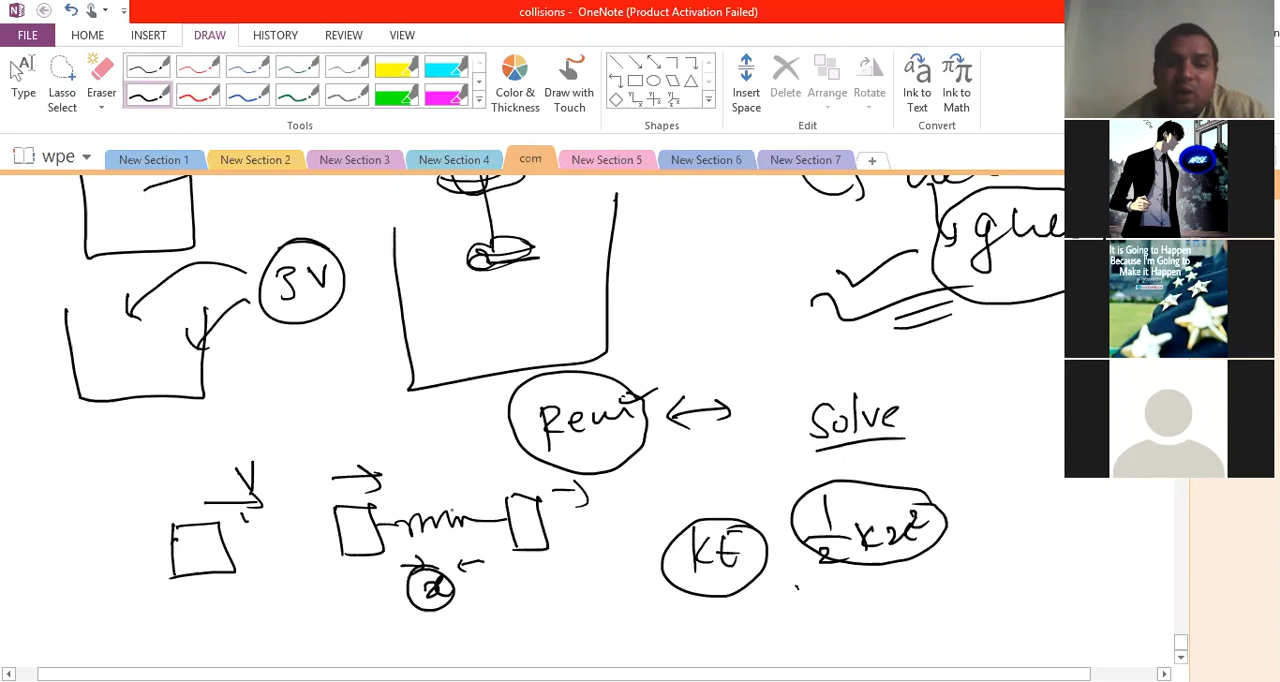 collisions - OneNote (Product Activation Failed)
FILE HOME INSERT DRAW HISTORY REVIEW VIEW
Type
Lasso Select
Eraser
Color & Thickness
Draw with Touch
Insert Space
Delete
Arrange
Rotate
Ink to Text
Ink to Math
Tools
Shapes
Edit
Convert
wpe
New Section 1
New Section 2
New Section 3
New Section 4
com
New Section 5
New Section 6
New Section 7
ARISE
It is Going to Happen
Because I'm Going to
Make it Happen
3V
Solve
V
x
KE
1/2 kx²